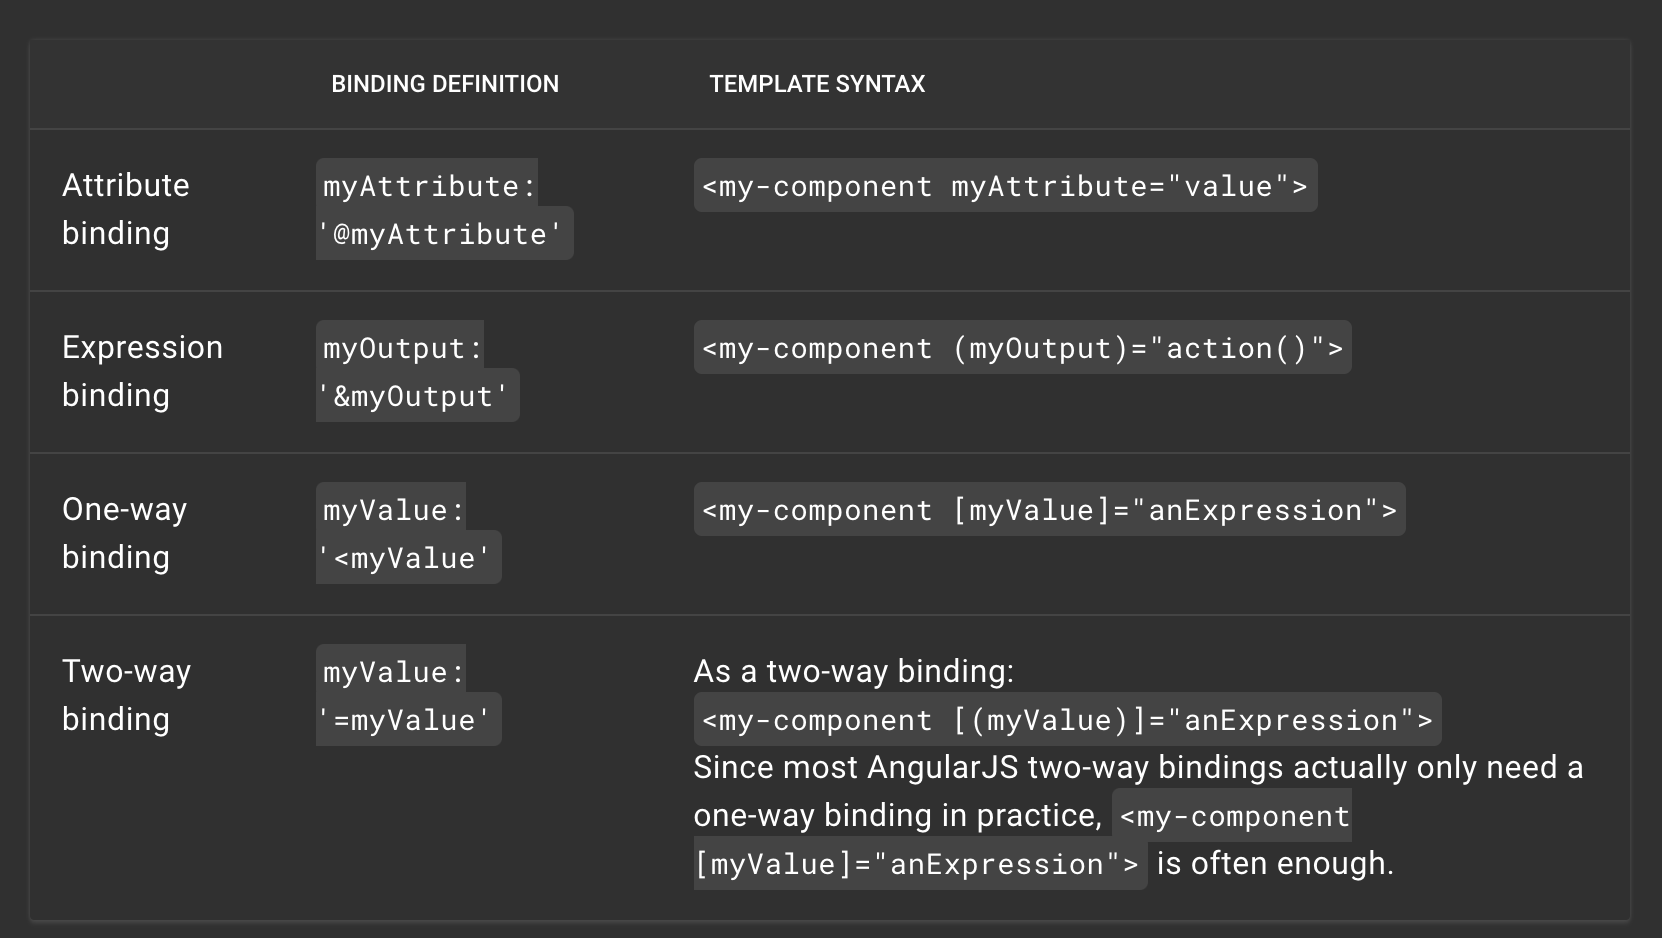 BINDING DEFINITION TEMPLATE SYNTAX
Attribute binding
myAttribute:
'@myAttribute'
<my-component myAttribute="value">
Expression binding
myOutput:
'&myOutput'
<my-component (myOutput)="action()">
One-way binding
myValue:
'<myValue'
<my-component [myValue]="anExpression">
Two-way binding
myValue:
'=myValue'
As a two-way binding:
<my-component [(myValue)]="anExpression">
Since most AngularJS two-way bindings actually only need a
one-way binding in practice, <my-component
[myValue]="anExpression"> is often enough.